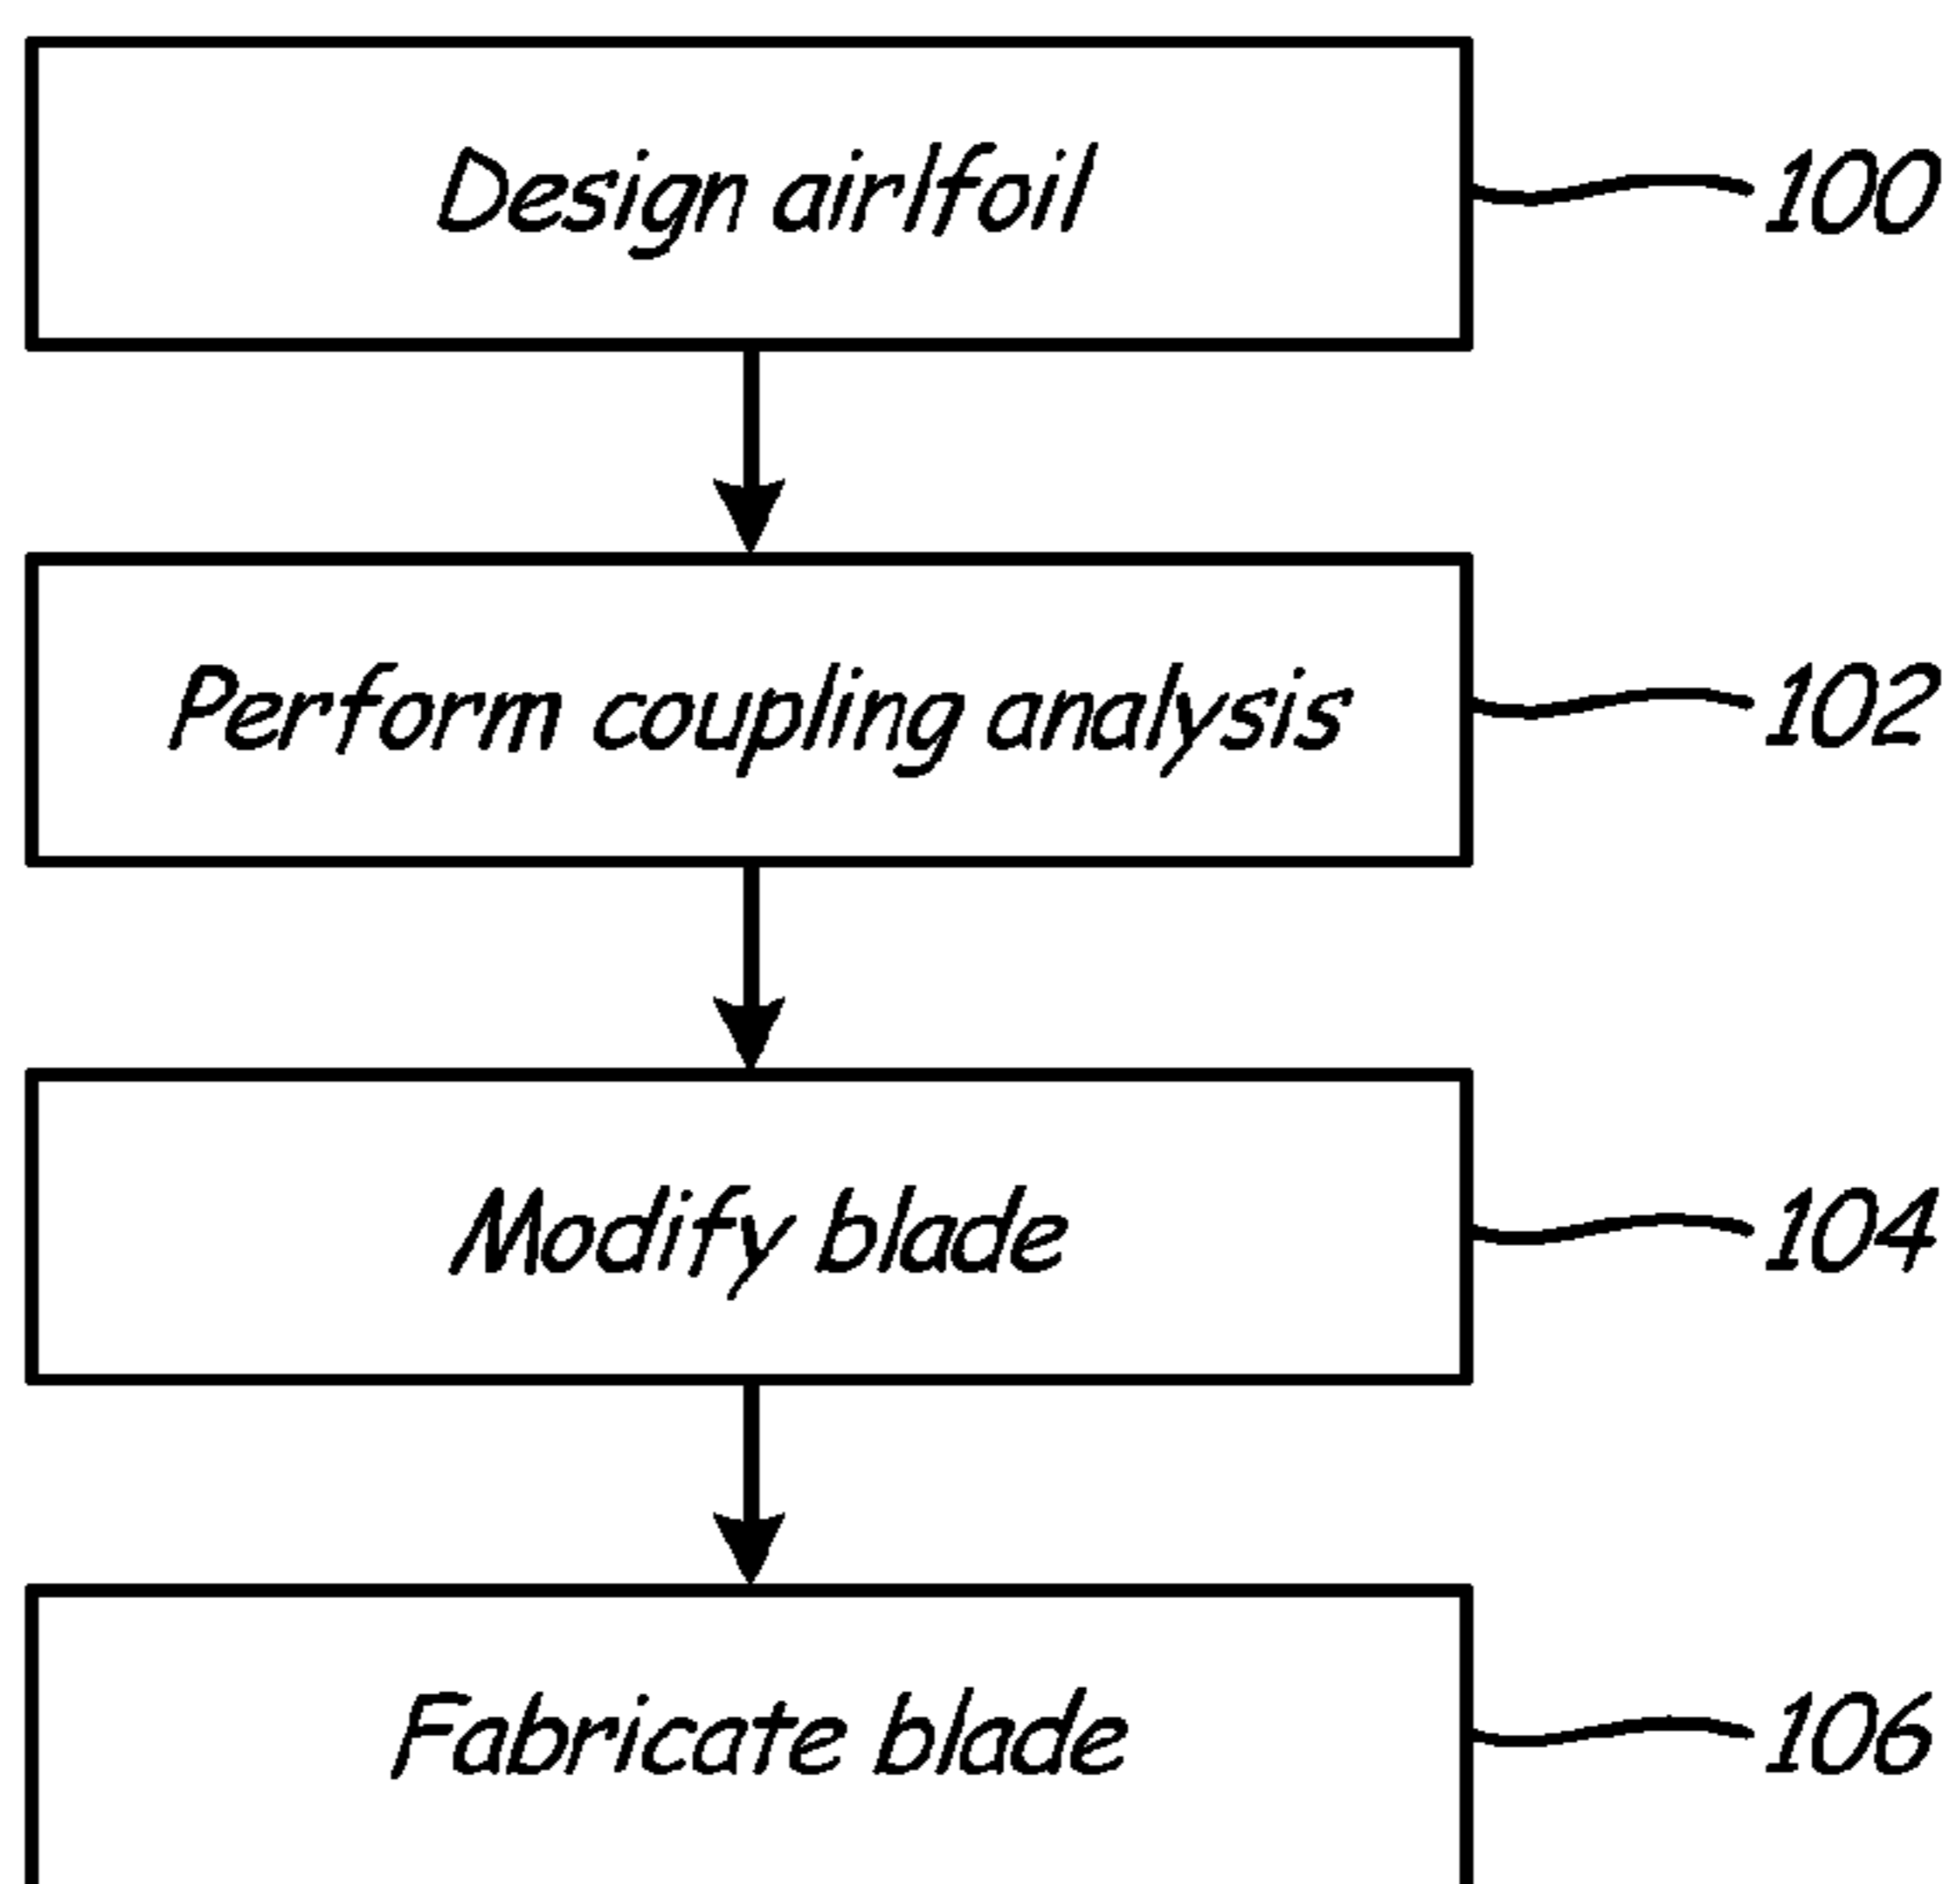 Design airlfoil
100
Perform coupling analysis
102
Modify blade
104
Fabricate blade
106